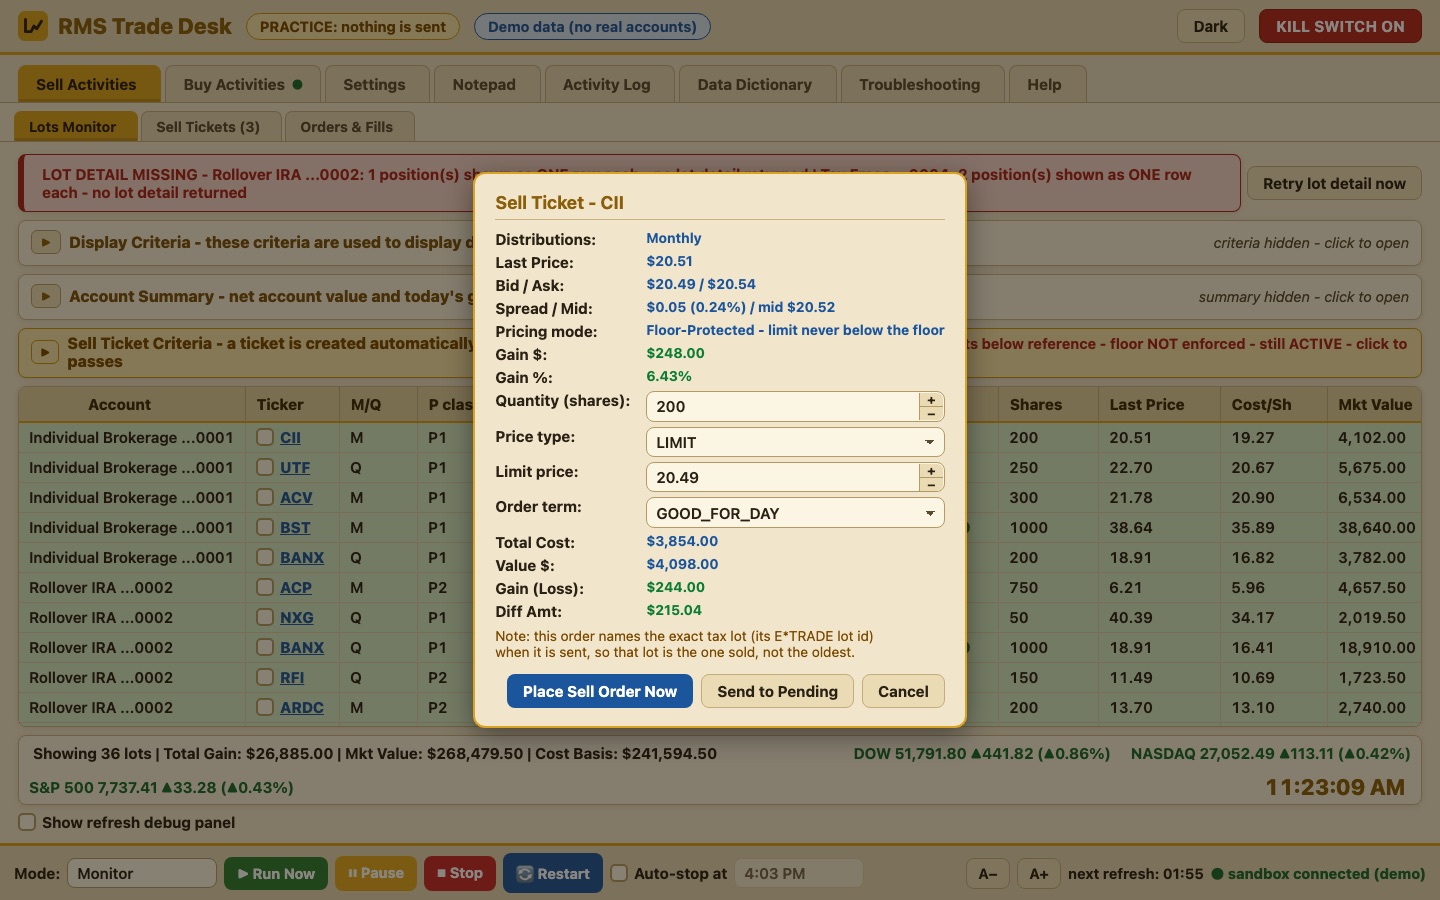 RMS Trade Desk
PRACTICE: nothing is sent
Demo data (no real accounts)
Dark
KILL SWITCH ON
Sell Activities
Buy Activities
Settings
Notepad
Activity Log
Data Dictionary
Troubleshooting
Help
Lots Monitor
Sell Tickets (3)
Orders & Fills
LOT DETAIL MISSING - Rollover IRA ...0002: 1 position(s)
position(s) shown as ONE row
each - no lot detail returned
Retry lot detail now
Display Criteria - these criteria are used to display
criteria hidden - click to open
Account Summary - net account value and today's
summary hidden - click to open
Sell Ticket Criteria - a ticket is created automatically
below reference - floor NOT enforced - still ACTIVE - click to
passes
Account Ticker M/Q P Shares Last Price Cost/Sh Mkt Value
Individual Brokerage ...0001 CII M P1 200 20.51 19.27 4,102.00
Individual Brokerage ...0001 UTF Q P1 250 22.70 20.67 5,675.00
Individual Brokerage ...0001 ACV M P1 300 21.78 20.90 6,534.00
Individual Brokerage ...0001 BST M P1 1000 38.64 35.89 38,640.00
Individual Brokerage ...0001 BANX Q P1 200 18.91 16.82 3,782.00
Rollover IRA ...0002 ACP M P2 750 6.21 5.96 4,657.50
Rollover IRA ...0002 NXG Q P1 50 40.39 34.17 2,019.50
Rollover IRA ...0002 BANX Q P1 1000 18.91 16.41 18,910.00
Rollover IRA ...0002 RFI Q P2 150 11.49 10.69 1,723.50
Rollover IRA ...0002 ARDC M P2 200 13.70 13.10 2,740.00
Sell Ticket - CII
Distributions: Monthly
Last Price: $20.51
Bid / Ask: $20.49 / $20.54
Spread / Mid: $0.05 (0.24%) / mid $20.52
Pricing mode: Floor-Protected - limit never below the floor
Gain $: $248.00
Gain %: 6.43%
Quantity (shares): 200
Price type: LIMIT
Limit price: 20.49
Order term: GOOD_FOR_DAY
Total Cost: $3,854.00
Value $: $4,098.00
Gain (Loss): $244.00
Diff Amt: $215.04
Note: this order names the exact tax lot (its E*TRADE lot id)
when it is sent, so that lot is the one sold, not the oldest.
Place Sell Order Now
Send to Pending
Cancel
Showing 36 lots | Total Gain: $26,885.00 | Mkt Value: $268,479.50 | Cost Basis: $241,594.50
DOW 51,791.80 ▲441.82 (▲0.86%)
NASDAQ 27,052.49 ▲113.11 (▲0.42%)
S&P 500 7,737.41 ▲33.28 (▲0.43%)
11:23:09 AM
Show refresh debug panel
Mode: Monitor
Run Now
Pause
Stop
Restart
Auto-stop at 4:03 PM
A−
A+
next refresh: 01:55
sandbox connected (demo)